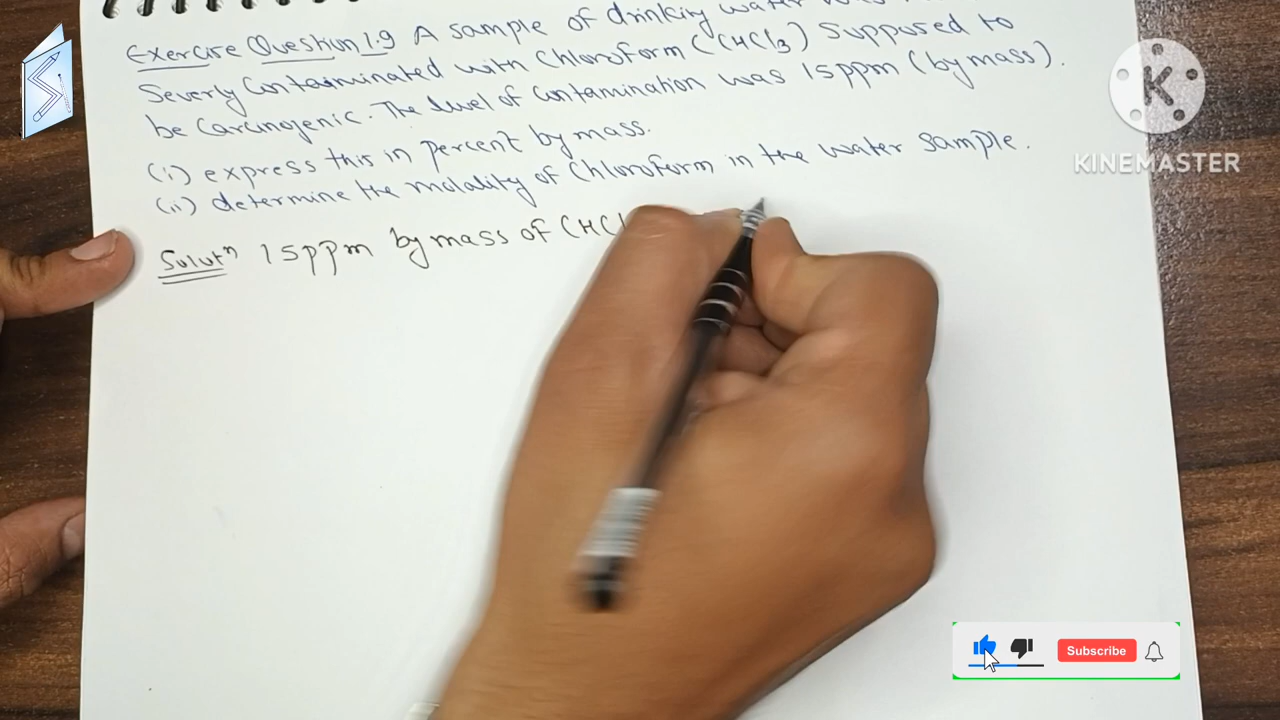 Exercise Question 1.9 A sample of drinking water was
Severly Contaminated with Chloroform (CHCl3) Supposed to
be Carcinogenic. The level of Contamination was 15ppm (by mass).
(i) express this in percent by mass.
(ii) determine the molality of Chloroform in the water sample.
Solutn 15ppm by mass of CHCl
KINEMASTER
Subscribe